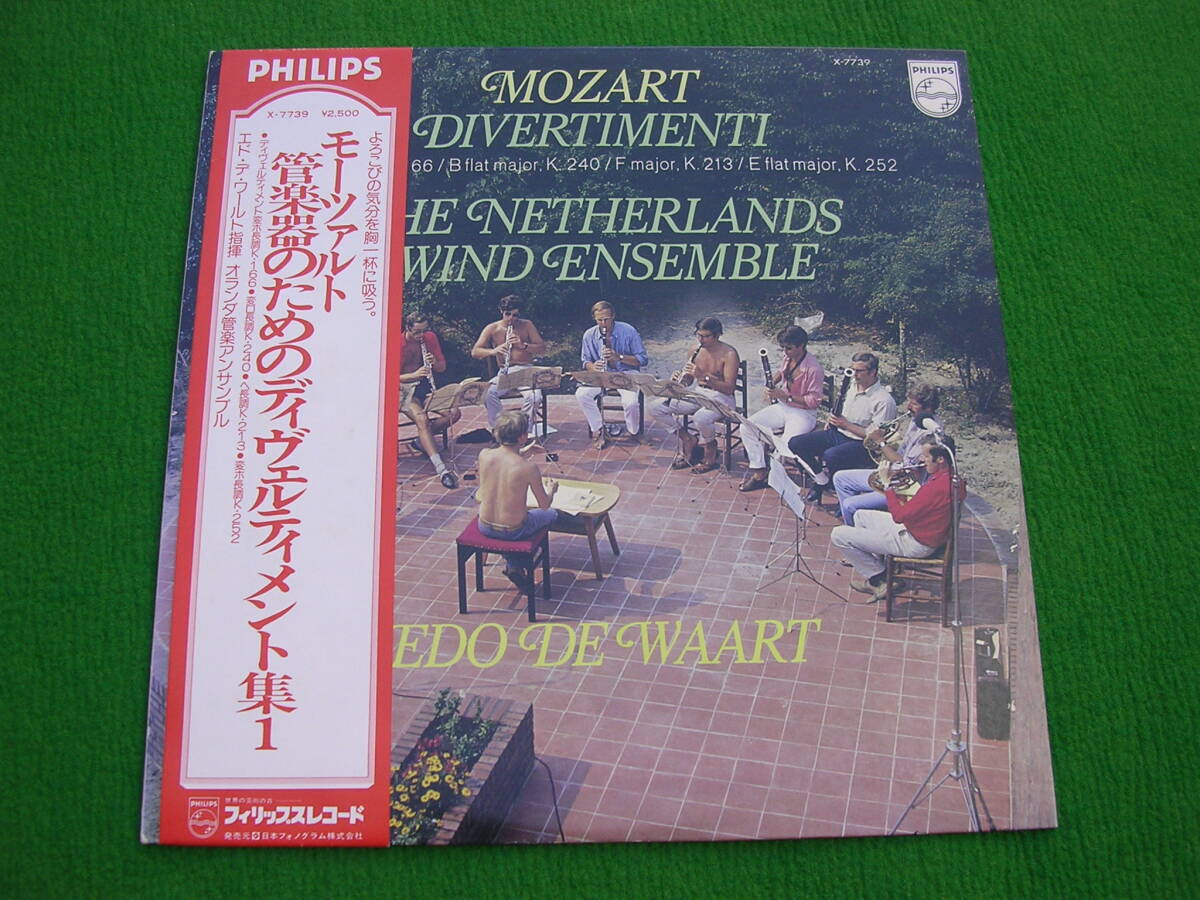 PHILIPS
X-7739 ¥2,500
よろこびの気分を胸一杯に吸う。
モーツァルト
管楽器のためのディヴェルティメント集1
・ディヴェルティメント変ホ長調K・166・変ロ長調K・240・ヘ長調K・213・変ホ長調K・252
エド・デ・ワールト指揮 オランダ管楽アンサンブル
PHILIPS
フィリップスレコード
発売元 日本フォノグラム株式会社
X-7739
PHILIPS
MOZART
DIVERTIMENTI
66/B flat major, K. 240/F major, K. 213/E flat major, K. 252
HE NETHERLANDS
WIND ENSEMBLE
EDO DE WAART